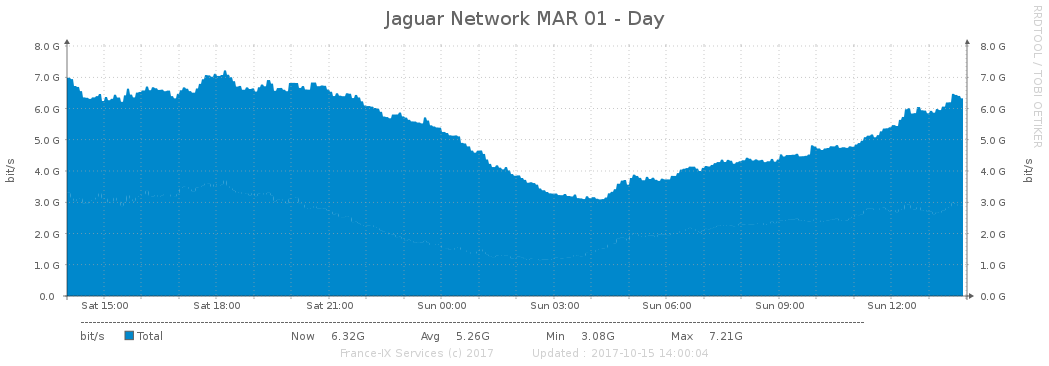 Jaguar Network MAR 01 - Day
RRDTOOL / TOBI OETIKER
8.0 G 8.0 G
7.0 G 7.0 G
6.0 G 6.0 G
5.0 G 5.0 G
4.0 G 4.0 G
3.0 G 3.0 G
2.0 G 2.0 G
1.0 G 1.0 G
0.0 0.0 G
bit/s bit/s
Sat 15:00 Sat 18:00 Sat 21:00 Sun 00:00 Sun 03:00 Sun 06:00 Sun 09:00 Sun 12:00
bit/s Total Now 6.32G Avg 5.26G Min 3.08G Max 7.21G
France-IX Services (c) 2017 Updated : 2017-10-15 14:00:04